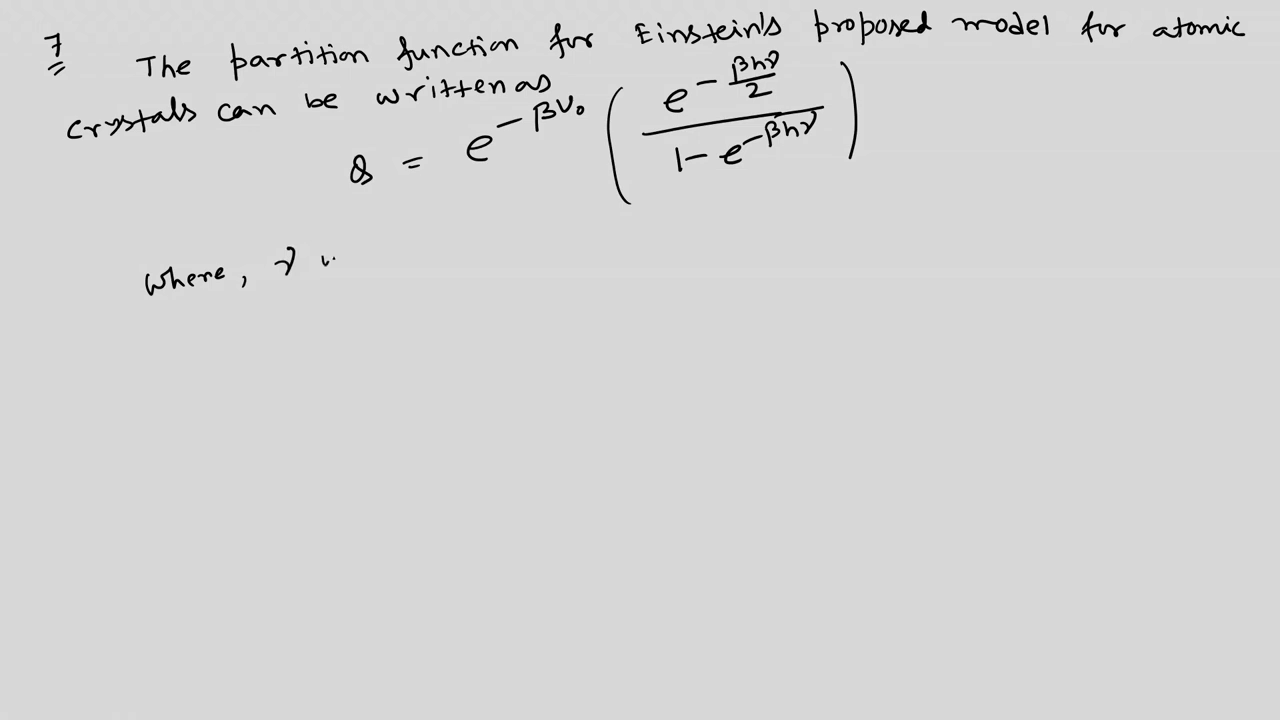 7 The partition function for Einstein's proposed model for atomic
crystals can be written as
Q = e^{-βU₀} ( e^{-βhν/2} / 1 - e^{-βhν} )
where, ν